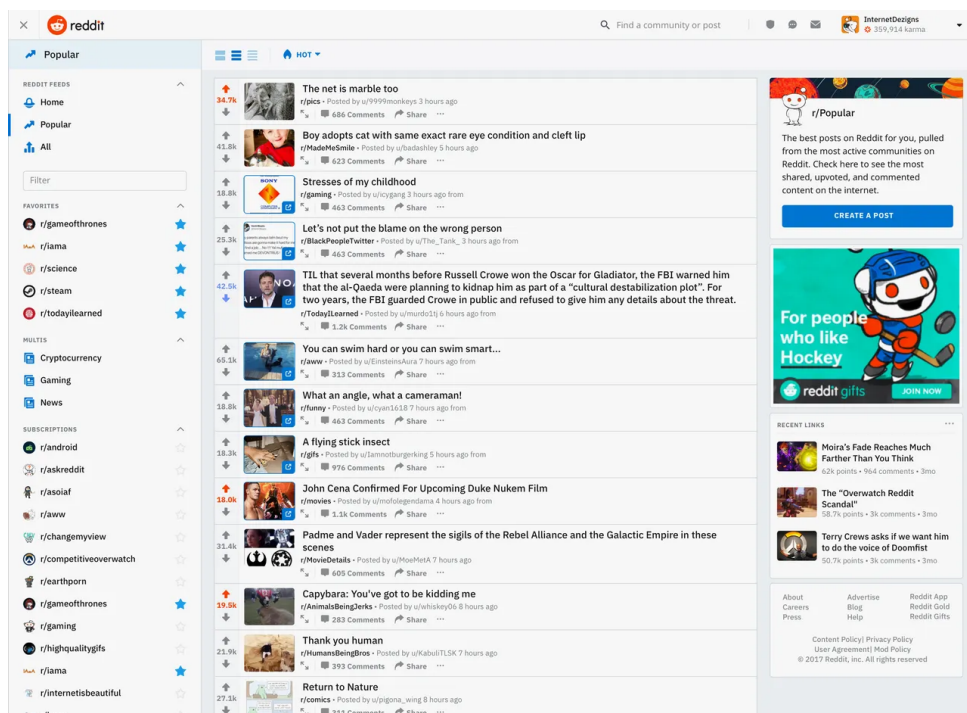 reddit
Find a community or post
InternetDezigns
359,914 karma
Popular
HOT
REDDIT FEEDS
Home
Popular
All
Filter
FAVORITES
r/gameofthrones
r/iama
r/science
r/steam
r/todayilearned
MULTIS
Cryptocurrency
Gaming
News
SUBSCRIPTIONS
r/android
r/askreddit
r/asoiaf
r/aww
r/changemyview
r/competitiveoverwatch
r/earthporn
r/gameofthrones
r/gaming
r/highqualitygifs
r/iama
r/internetisbeautiful
34.7k
The net is marble too
r/pics • Posted by u/9999monkeys 3 hours ago
686 Comments Share
41.8k
Boy adopts cat with same exact rare eye condition and cleft lip
r/MadeMeSmile • Posted by u/badashley 5 hours ago
623 Comments Share
18.8k
SONY
Stresses of my childhood
r/gaming • Posted by u/icygang 3 hours ago from
463 Comments Share
25.3k
Let's not put the blame on the wrong person
r/BlackPeopleTwitter • Posted by u/The_Tank_ 3 hours ago from
463 Comments Share
42.5k
TIL that several months before Russell Crowe won the Oscar for Gladiator, the FBI warned him
that the al-Qaeda were planning to kidnap him as part of a "cultural destabilization plot". For
two years, the FBI guarded Crowe in public and refused to give him any details about the threat.
r/TodayILearned • Posted by u/murdo1tj 6 hours ago from
1.2k Comments Share
65.1k
You can swim hard or you can swim smart...
r/aww • Posted by u/EinsteinsAura 7 hours ago from
313 Comments Share
18.8k
What an angle, what a cameraman!
r/funny • Posted by u/cyan1618 7 hours ago from
463 Comments Share
18.3k
A flying stick insect
r/gifs • Posted by u/Iamnotburgerking 5 hours ago from
976 Comments Share
18.0k
John Cena Confirmed For Upcoming Duke Nukem Film
r/movies • Posted by u/mofolegendama 4 hours ago from
1.1k Comments Share
31.4k
Padme and Vader represent the sigils of the Rebel Alliance and the Galactic Empire in these
scenes
r/MovieDetails • Posted by u/MoeMetA 7 hours ago
605 Comments Share
19.5k
Capybara: You've got to be kidding me
r/AnimalsBeingJerks • Posted by u/whiskey06 8 hours ago
283 Comments Share
21.9k
Thank you human
r/HumansBeingBros • Posted by u/KabuliTLSK 7 hours ago
393 Comments Share
27.1k
Return to Nature
r/comics • Posted by u/pigona_wing 8 hours ago
311 Comments Share
r/Popular
The best posts on Reddit for you, pulled
from the most active communities on
Reddit. Check here to see the most
shared, upvoted, and commented
content on the internet.
CREATE A POST
For people
who like
Hockey
reddit gifts
JOIN NOW
RECENT LINKS
Moira's Fade Reaches Much
Farther Than You Think
62k points • 964 comments • 3mo
The "Overwatch Reddit
Scandal"
58.7k points • 3k comments • 3mo
Terry Crews asks if we want him
to do the voice of Doomfist
50.7k points • 3k comments • 3mo
About Advertise Reddit App
Careers Blog Reddit Gold
Press Help Reddit Gifts
Content Policy| Privacy Policy
User Agreement| Mod Policy
© 2017 Reddit, inc. All rights reserved